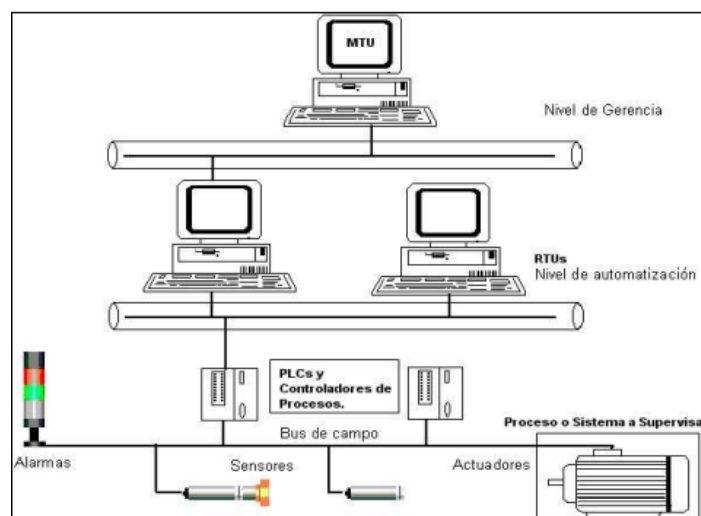 MTU
Nivel de Gerencia
RTUs
Nivel de automatización
PLCs y
Controladores de
Procesos.
Proceso o Sistema a Supervisa
Bus de campo
Alarmas
Sensores
Actuadores